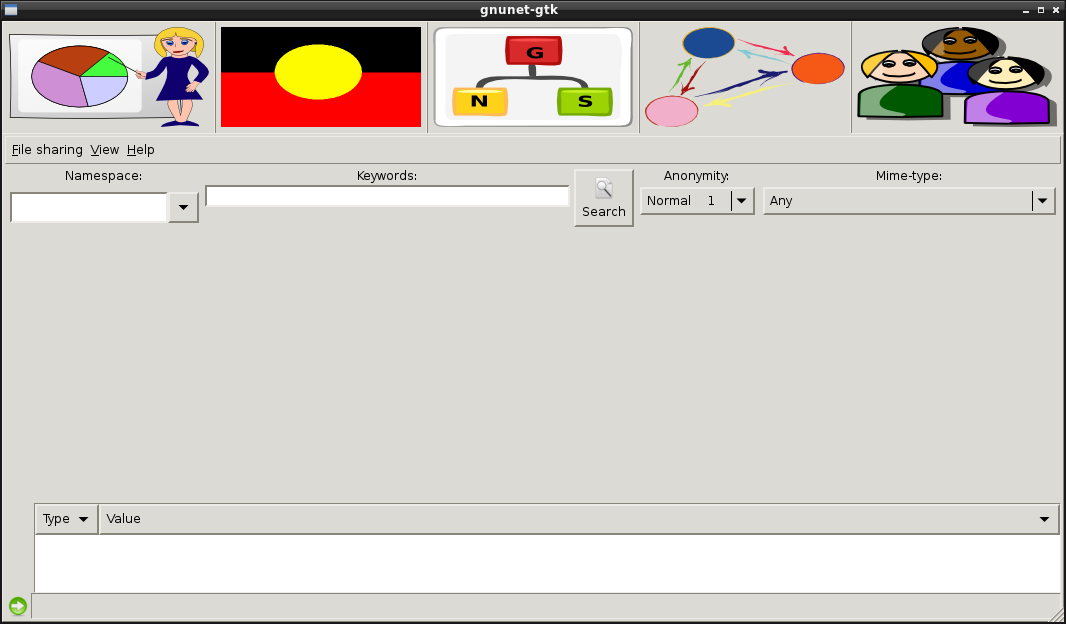 gnunet-gtk
G
N S
File sharing View Help
Namespace: Keywords: Anonymity: Mime-type:
Search Normal 1 Any
Type Value